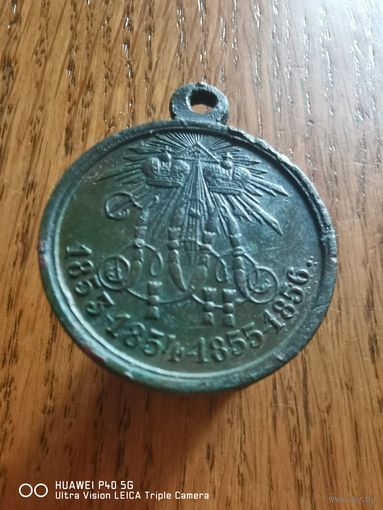 1853-1854-1855-1856.
HUAWEI P40 5G
Ultra Vision LEICA Triple Camera